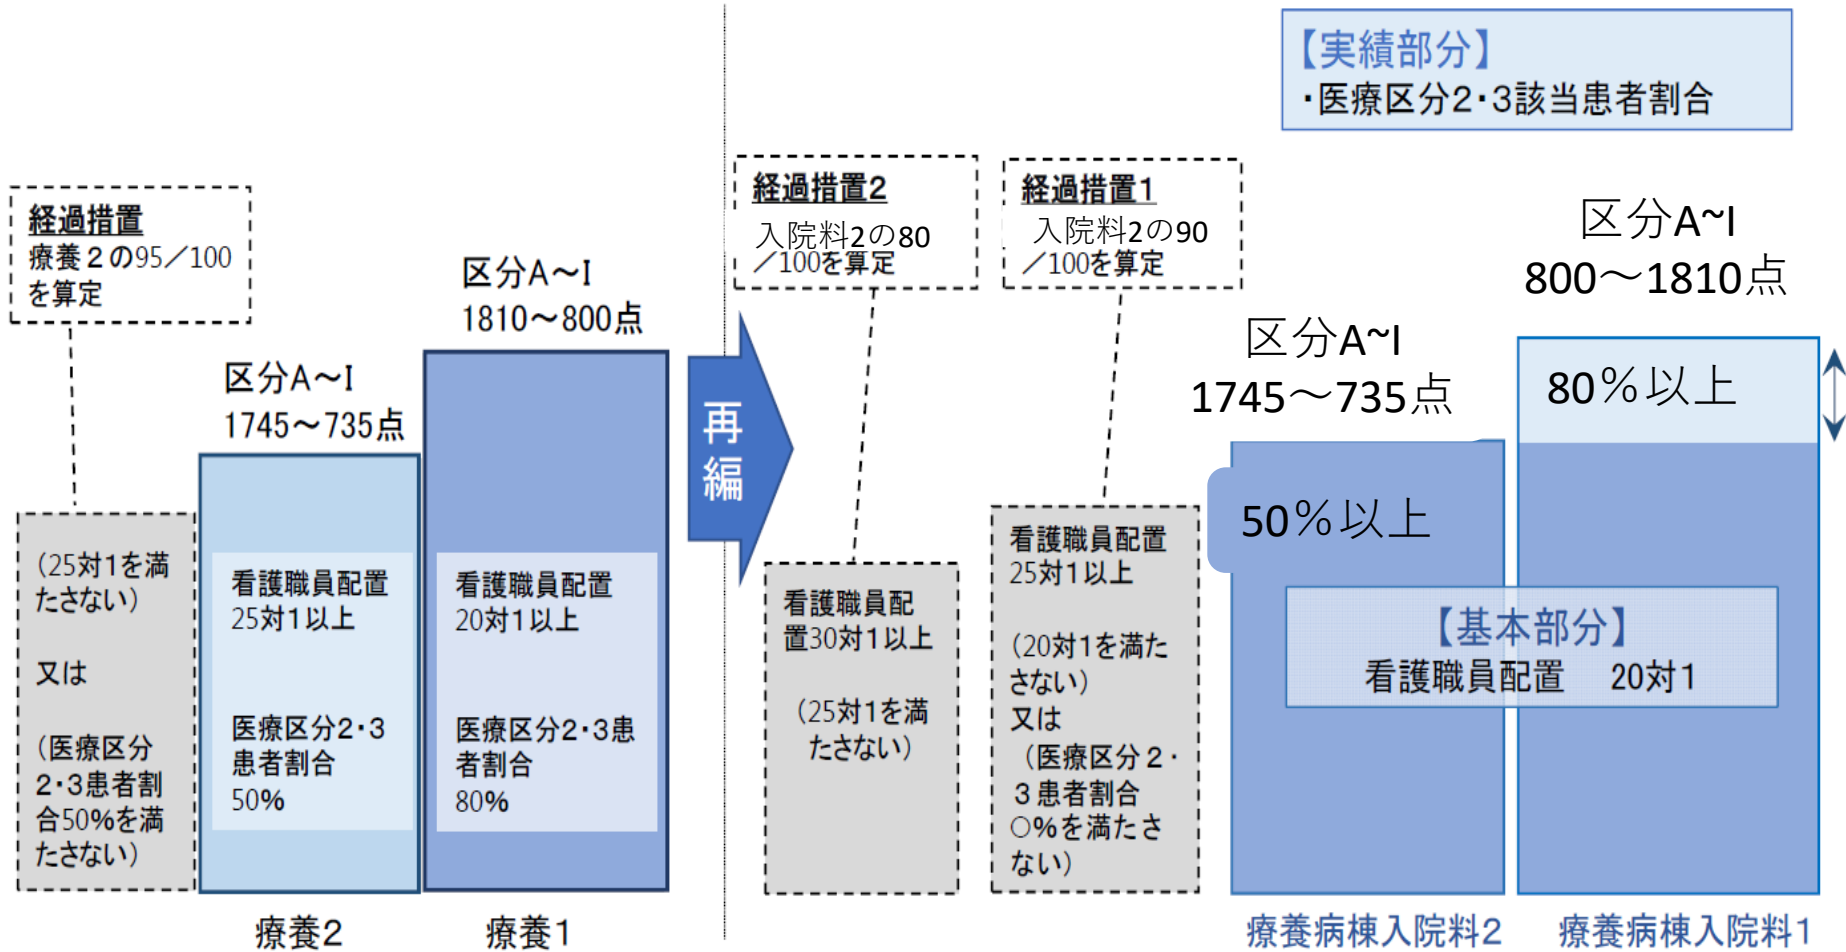 経過措置
療養２の95／100
を算定
区分A～I
1745～735点
区分A～I
1810～800点
（25対1を満
たさない）
又は
（医療区分
2・3患者割
合50%を満
たさない）
看護職員配置
25対1以上
医療区分2・3
患者割合
50%
看護職員配置
20対1以上
医療区分2・3患
者割合
80%
療養2
療養1
再
編
【実績部分】
・医療区分2・3該当患者割合
経過措置2
入院料2の80
／100を算定
経過措置1
入院料2の90
／100を算定
区分A~I
1745～735点
区分A~I
800～1810点
看護職員配
置30対1以上
（25対1を満
たさない）
看護職員配置
25対1以上
（20対1を満た
さない）
又は
（医療区分２・
３患者割合
○%を満たさ
ない）
50％以上
80％以上
【基本部分】
看護職員配置　20対1
療養病棟入院料2
療養病棟入院料1